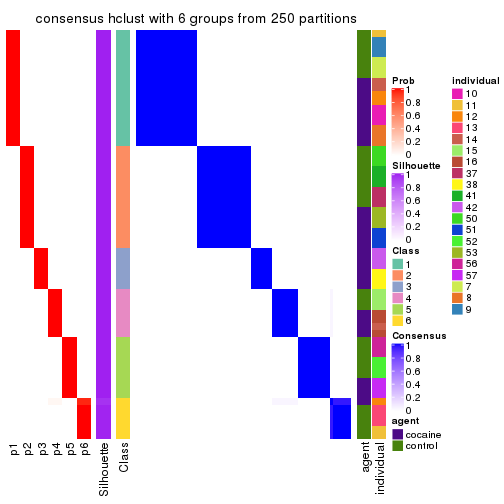 consensus hclust with 6 groups from 250 partitions
p1
p2
p3
p4
p5
p6
Silhouette
Class
agent
individual
Prob
1
0.8
0.6
0.4
0.2
0
Silhouette
1
0.8
0.6
0.4
0.2
0
Class
1
2
3
4
5
6
Consensus
1
0.8
0.6
0.4
0.2
0
agent
cocaine
control
individual
10
11
12
13
14
15
16
37
38
41
42
50
51
52
53
56
57
7
8
9